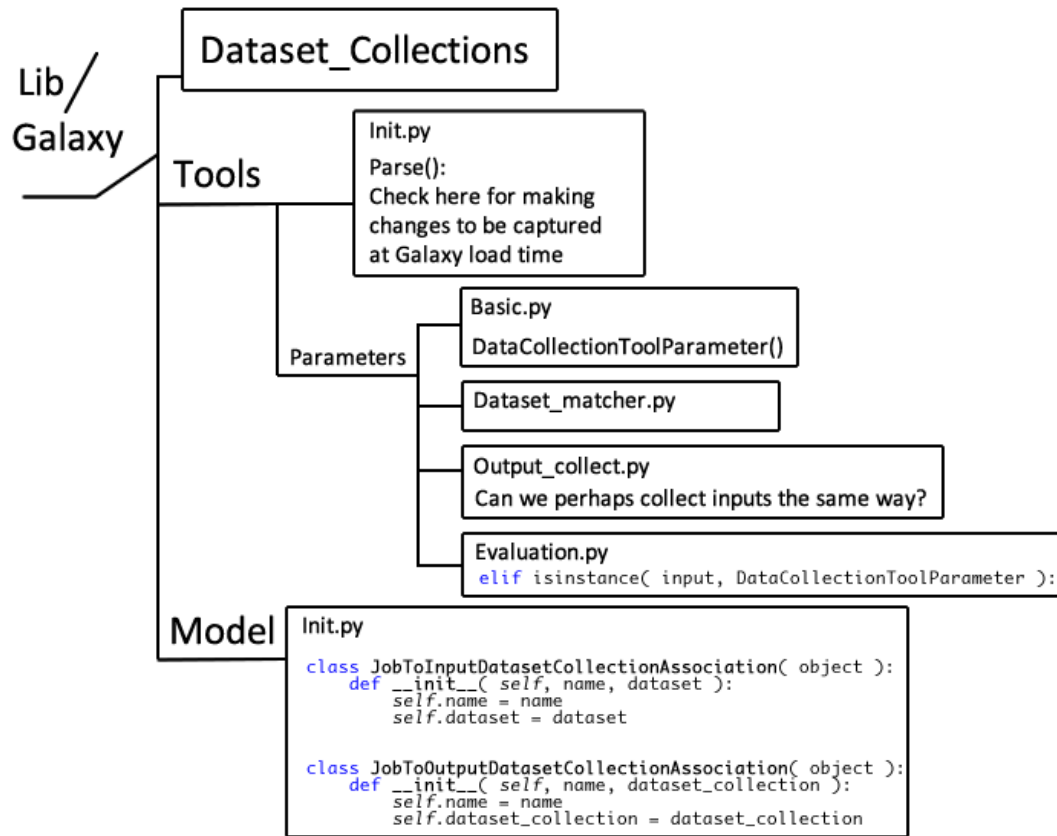 Lib/
Galaxy
Dataset_Collections
Tools
Init.py
Parse():
Check here for making
changes to be captured
at Galaxy load time
Parameters
Basic.py
DataCollectionToolParameter()
Dataset_matcher.py
Output_collect.py
Can we perhaps collect inputs the same way?
Evaluation.py
elif isinstance( input, DataCollectionToolParameter ):
Model
Init.py
class JobToInputDatasetCollectionAssociation( object ):
    def __init__( self, name, dataset ):
        self.name = name
        self.dataset = dataset
class JobToOutputDatasetCollectionAssociation( object ):
    def __init__( self, name, dataset_collection ):
        self.name = name
        self.dataset_collection = dataset_collection